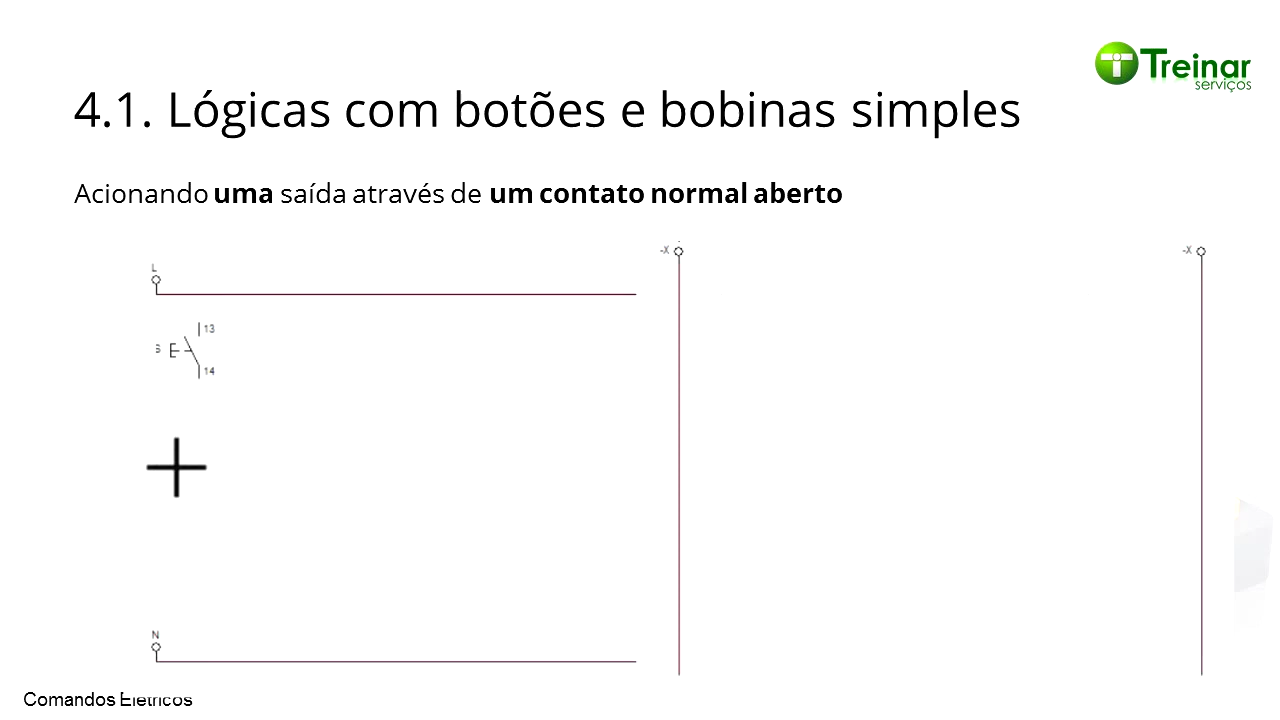 Treinar
serviços
4.1. Lógicas com botões e bobinas simples
Acionando uma saída através de um contato normal aberto
L
-X
-X
13
S
14
N
Comandos Elétricos